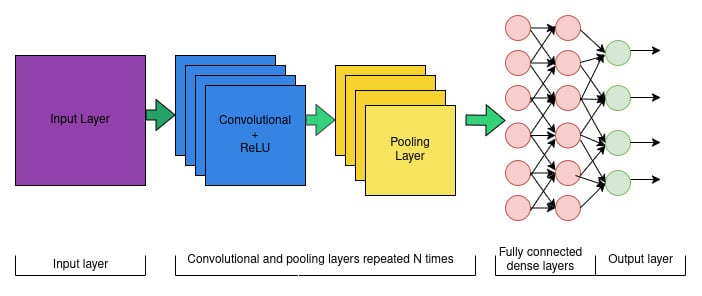 Input Layer
Convolutional
+
ReLU
Pooling
Layer
Input layer
Convolutional and pooling layers repeated N times
Fully connected
dense layers
Output layer